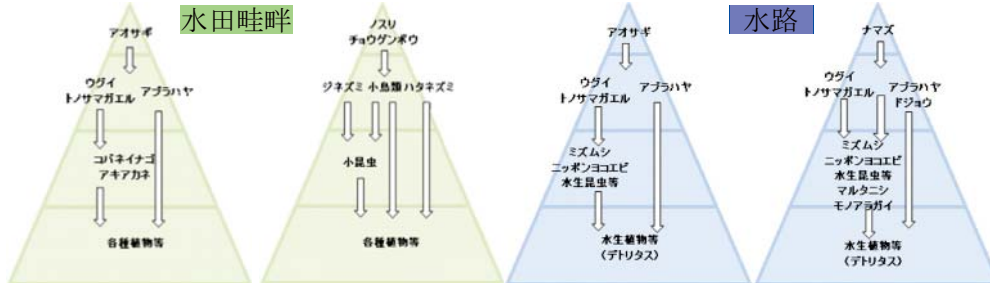 水田畦畔
水路
アオサギ
ウグイ
トノサマガエル
アブラハヤ
コバネイナゴ
アキアカネ
各種植物等
ノスリ
チョウゲンボウ
ジネズミ 小鳥類 ハタネズミ
小昆虫
各種植物等
アオサギ
ウグイ
トノサマガエル
アブラハヤ
ミズムシ
ニッポンヨコエビ
水生昆虫等
水生植物等
(デトリタス)
ナマズ
ウグイ
トノサマガエル
アブラハヤ
ドジョウ
ミズムシ
ニッポンヨコエビ
水生昆虫等
マルタニシ
モノアラガイ
水生植物等
(デトリタス)